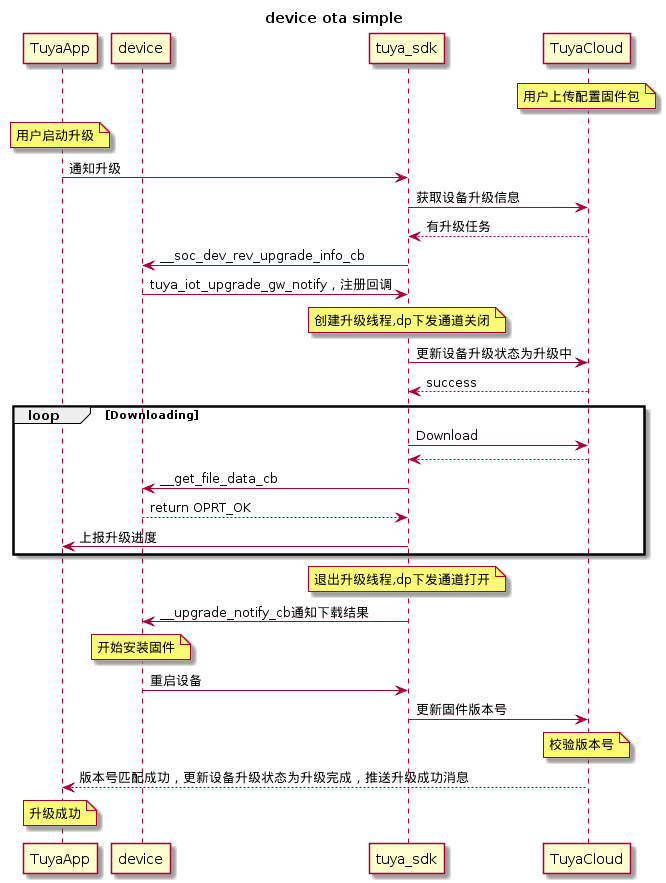 device ota simple
TuyaApp
device
tuya_sdk
TuyaCloud
用户上传配置固件包
用户启动升级
通知升级
获取设备升级信息
有升级任务
__soc_dev_rev_upgrade_info_cb
tuya_iot_upgrade_gw_notify，注册回调
创建升级线程,dp下发通道关闭
更新设备升级状态为升级中
success
loop
[Downloading]
Download
__get_file_data_cb
return OPRT_OK
上报升级进度
退出升级线程,dp下发通道打开
__upgrade_notify_cb通知下载结果
开始安装固件
重启设备
更新固件版本号
校验版本号
版本号匹配成功，更新设备升级状态为升级完成，推送升级成功消息
升级成功
TuyaApp
device
tuya_sdk
TuyaCloud